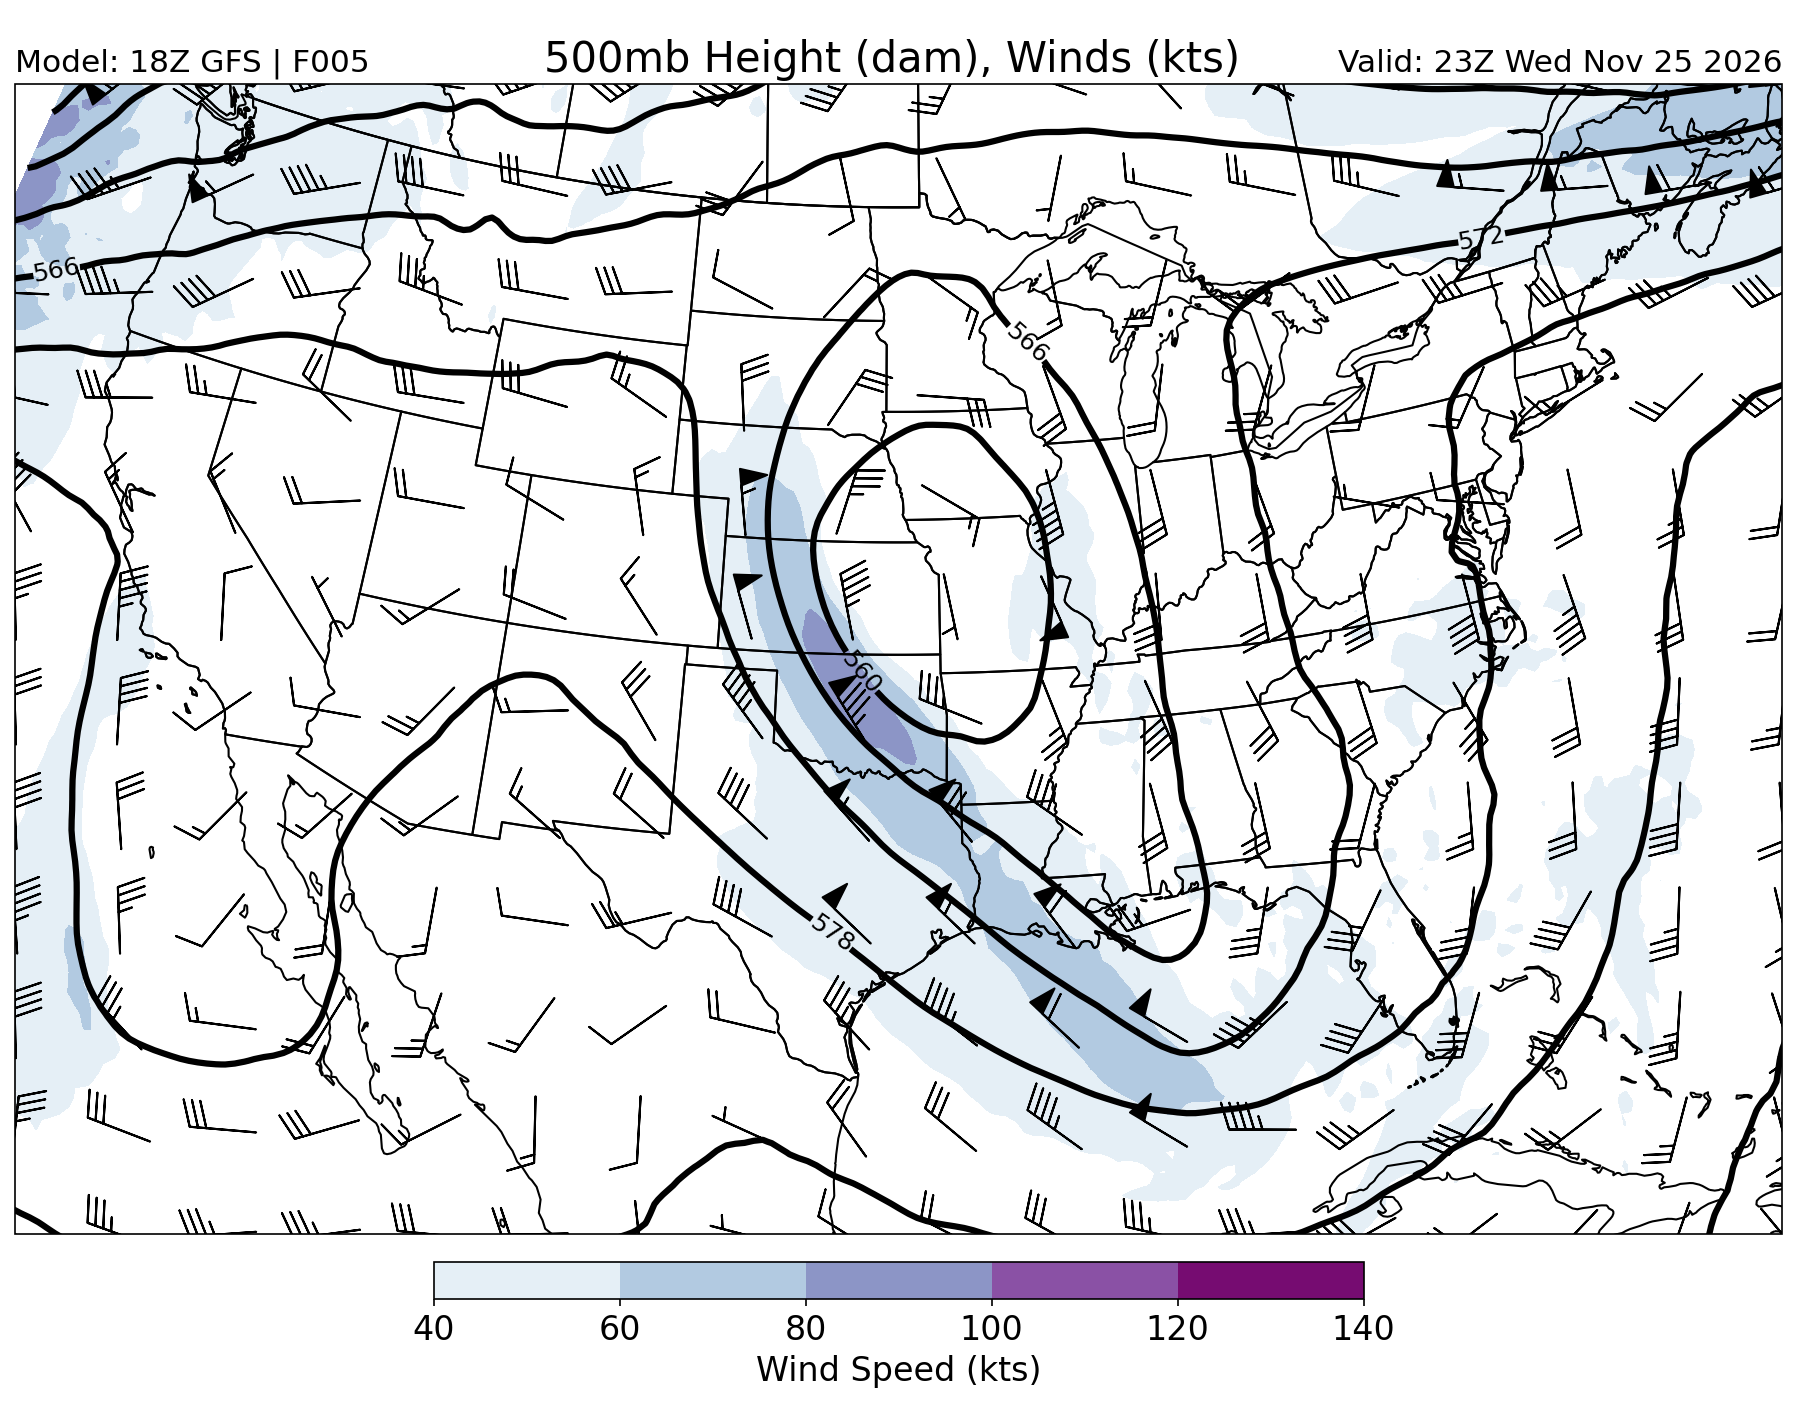 Model: 18Z GFS | F005
500mb Height (dam), Winds (kts)
Valid: 23Z Wed Nov 25 2026
572
566
566
560
578
40 60 80 100 120 140
Wind Speed (kts)